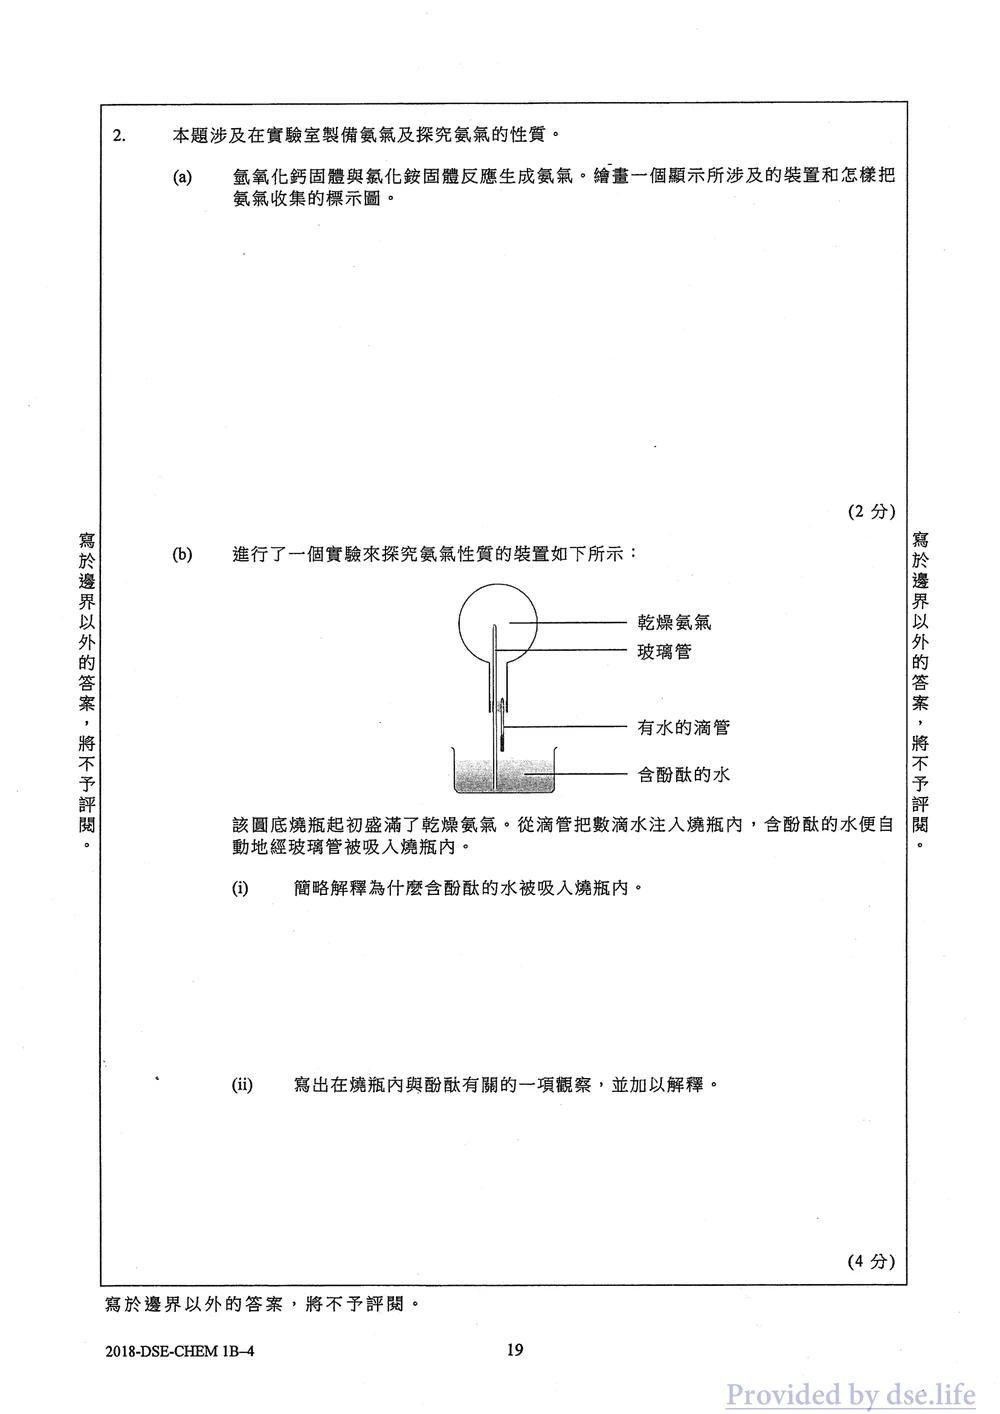 2. 本題涉及在實驗室製備氨氣及探究氨氣的性質。
(a) 氫氧化鈣固體與氯化銨固體反應生成氨氣。繪畫一個顯示所涉及的裝置和怎樣把
氨氣收集的標示圖。
(2 分)
(b) 進行了一個實驗來探究氨氣性質的裝置如下所示：
乾燥氨氣
玻璃管
有水的滴管
含酚酞的水
該圓底燒瓶起初盛滿了乾燥氨氣。從滴管把數滴水注入燒瓶內，含酚酞的水便自
動地經玻璃管被吸入燒瓶內。
(i) 簡略解釋為什麼含酚酞的水被吸入燒瓶內。
(ii) 寫出在燒瓶內與酚酞有關的一項觀察，並加以解釋。
(4 分)
寫於邊界以外的答案，將不予評閱。
寫於邊界以外的答案，將不予評閱。
寫於邊界以外的答案，將不予評閱。
2018-DSE-CHEM 1B–4
19
Provided by dse.life